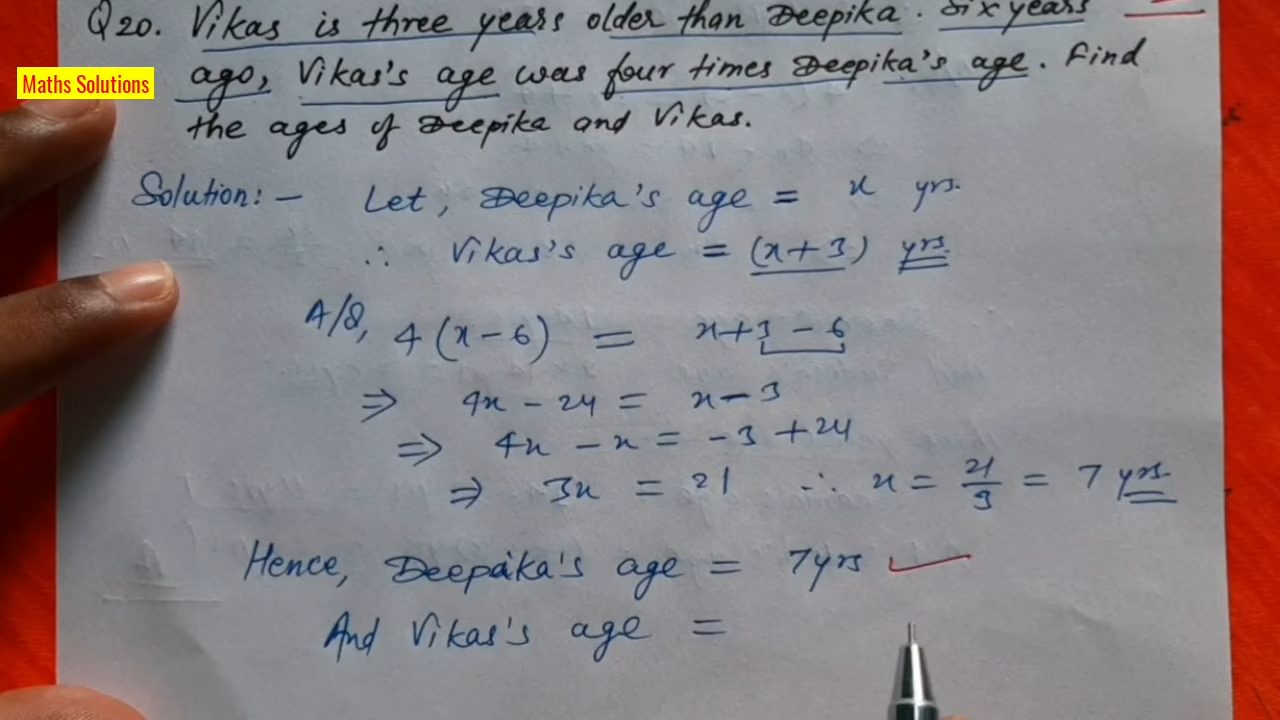 Q20. Vikas is three years older than Deepika. Six years
ago, Vikas's age was four times Deepika's age. Find
the ages of Deepika and Vikas.
Maths Solutions
Solution:- Let, Deepika's age = x yrs.
∴ Vikas's age = (x+3) yrs.
A/Q, 4(x-6) = x+3-6
⇒ 4x - 24 = x-3
⇒ 4x - x = -3 +24
⇒ 3x = 21 ∴ x = 21/3 = 7 yrs.
Hence, Deepika's age = 7yrs
And Vikas's age =